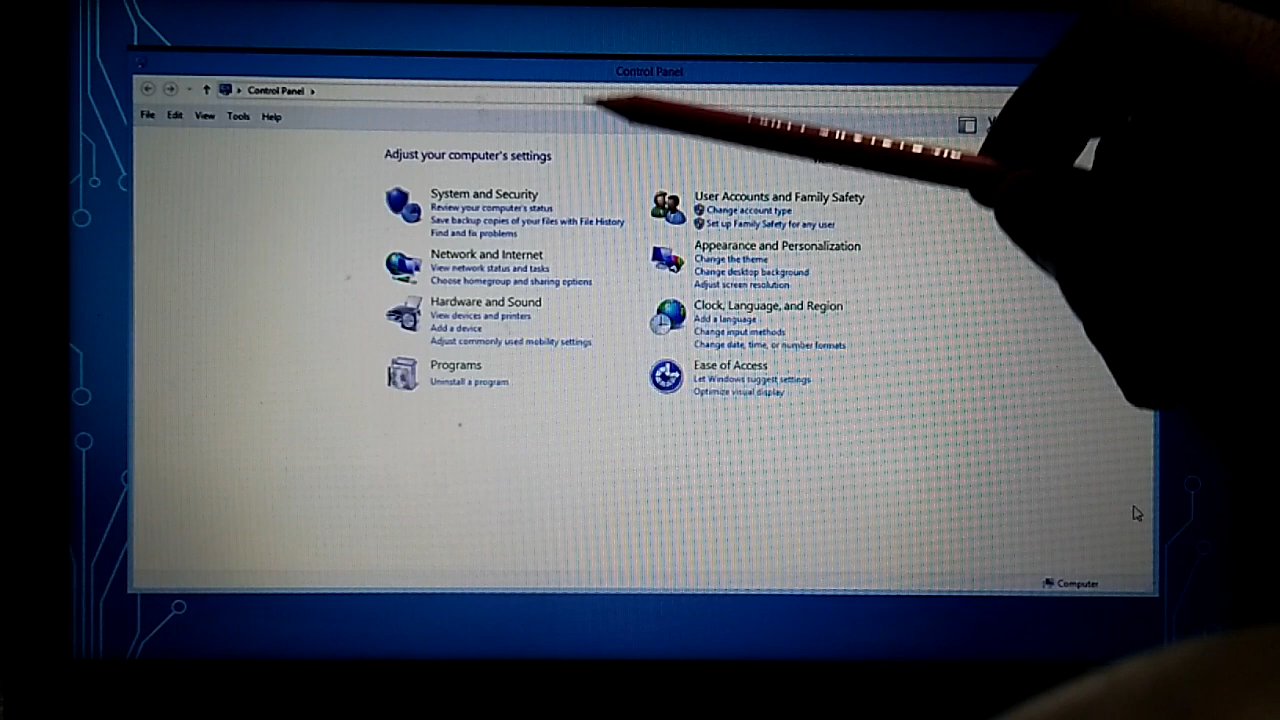 Control Panel
Control Panel
File Edit View Tools Help
Adjust your computer's settings
System and Security
Review your computer's status
Save backup copies of your files with File History
Find and fix problems
Network and Internet
View network status and tasks
Choose homegroup and sharing options
Hardware and Sound
View devices and printers
Add a device
Adjust commonly used mobility settings
Programs
Uninstall a program
User Accounts and Family Safety
Change account type
Set up Family Safety for any user
Appearance and Personalization
Change the theme
Change desktop background
Adjust screen resolution
Clock, Language, and Region
Add a language
Change input methods
Change date, time, or number formats
Ease of Access
Let Windows suggest settings
Optimize visual display
Computer